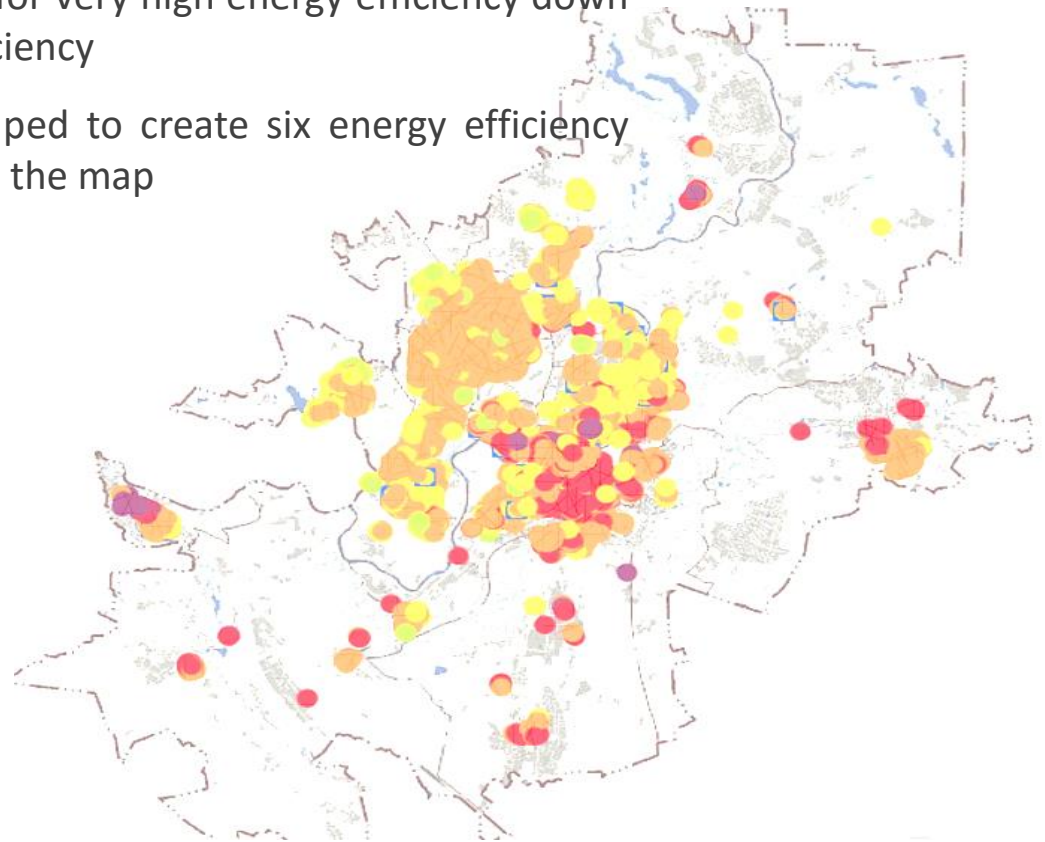 for very high energy efficiency down
ciency
ped to create six energy efficiency
the map